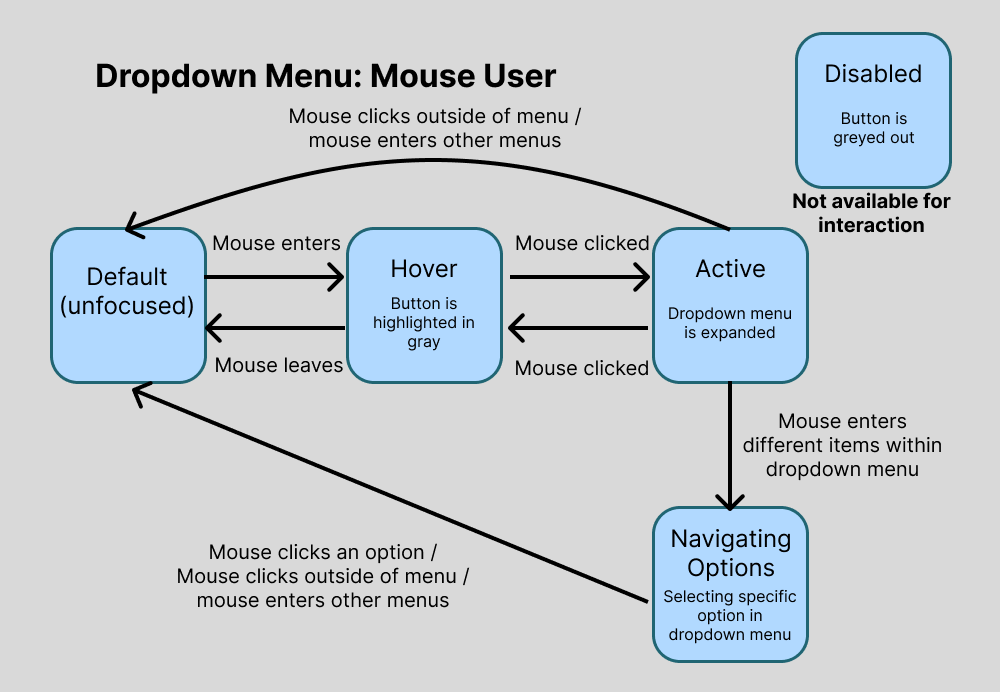 Dropdown Menu: Mouse User
Disabled
Button is
greyed out
Not available for
interaction
Mouse clicks outside of menu /
mouse enters other menus
Default
(unfocused)
Mouse enters
Mouse leaves
Hover
Button is
highlighted in
gray
Mouse clicked
Mouse clicked
Active
Dropdown menu
is expanded
Mouse enters
different items within
dropdown menu
Navigating
Options
Selecting specific
option in
dropdown menu
Mouse clicks an option /
Mouse clicks outside of menu /
mouse enters other menus